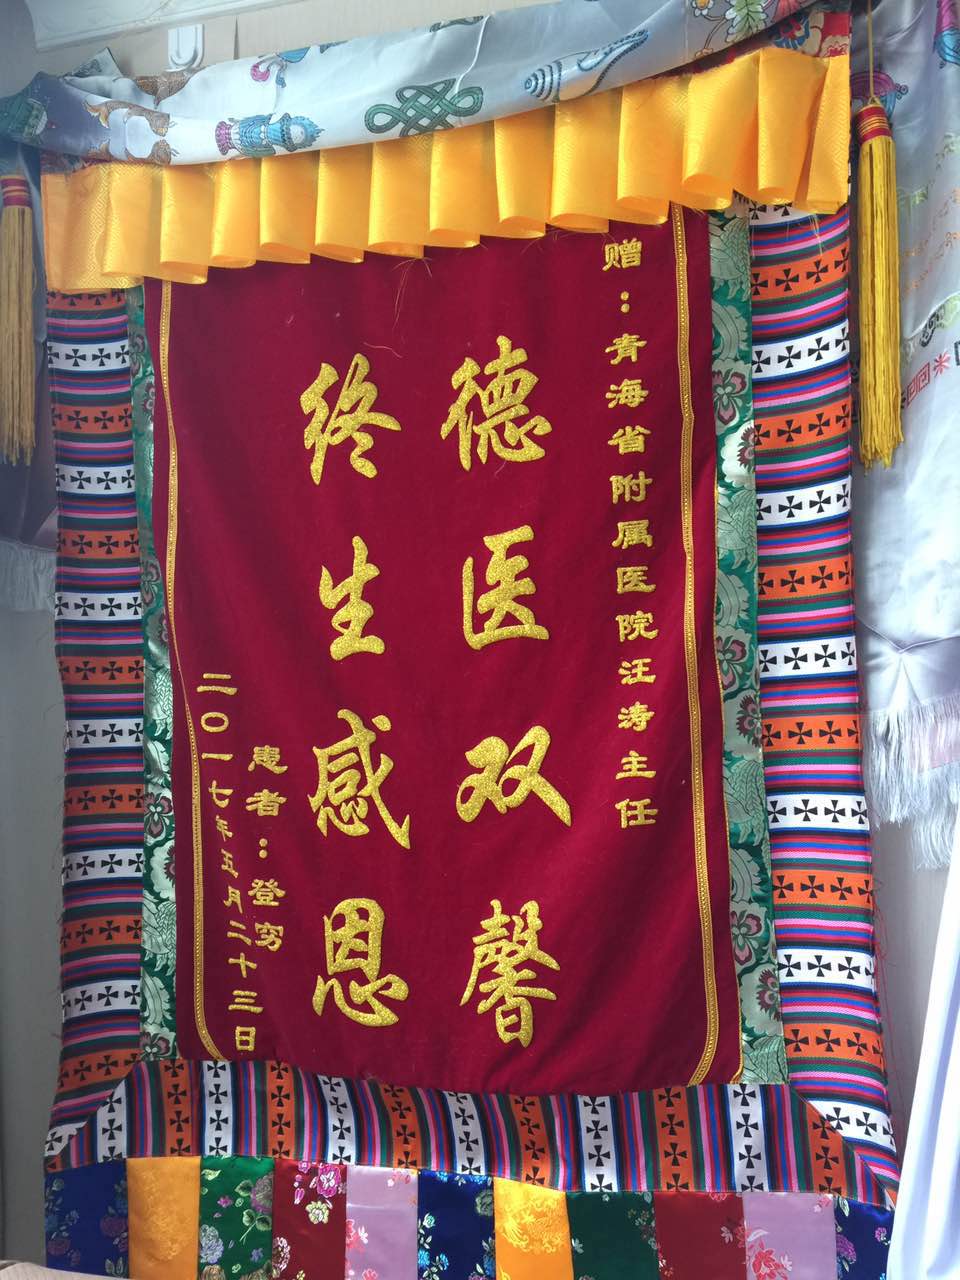 赠：青海省附属医院汪涛主任
德医双馨
终生感恩
患者：登穷
二〇一七年五月二十三日